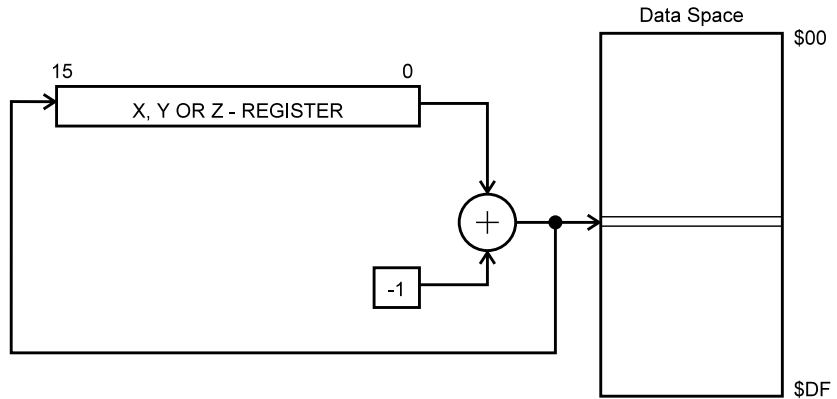 Data Space
$00
15
0
X, Y OR Z - REGISTER
+
-1
$DF